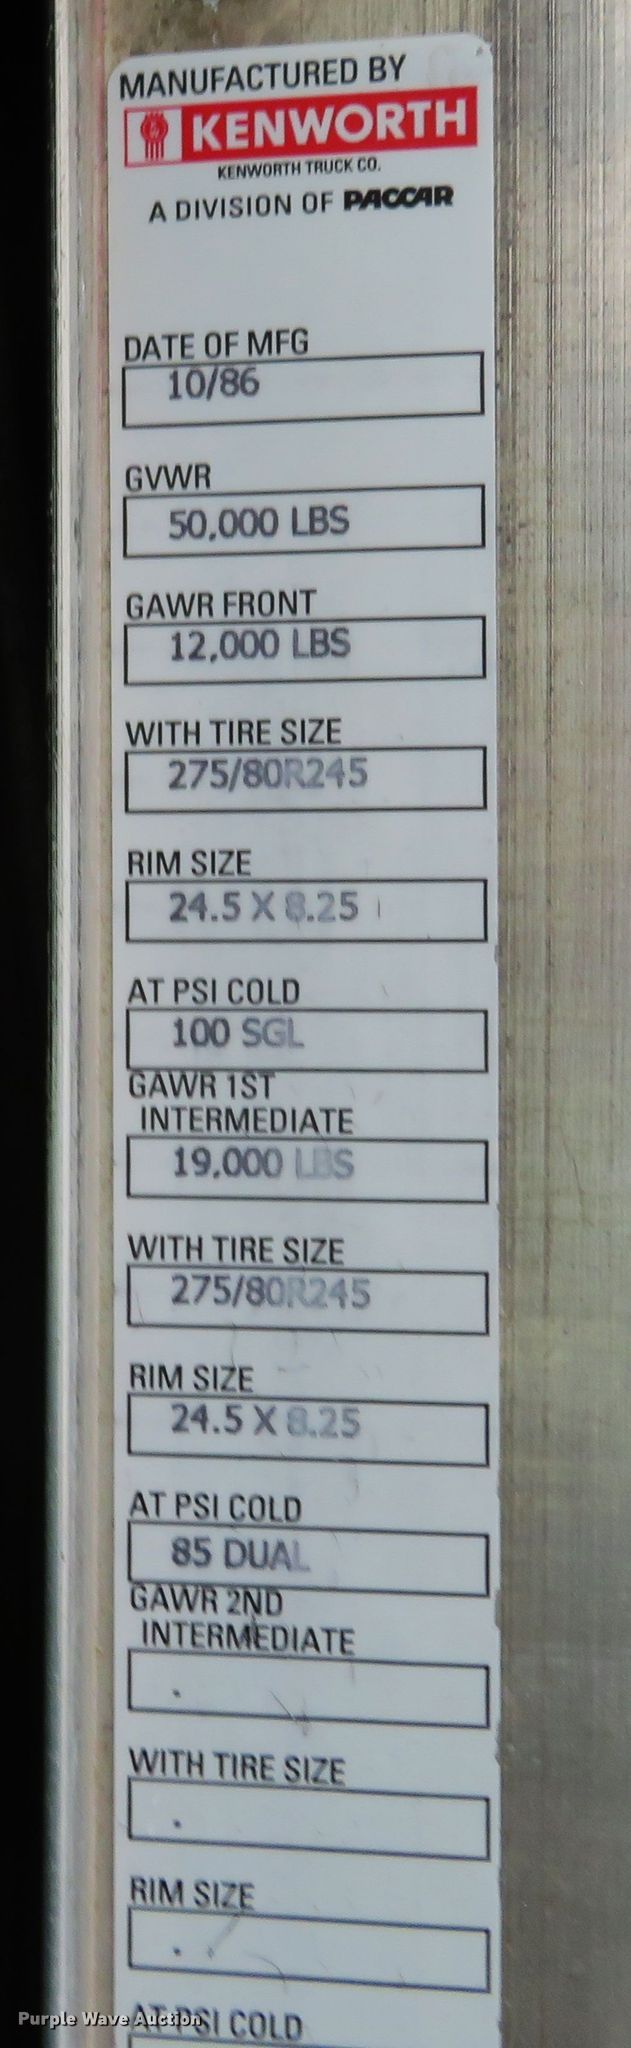 MANUFACTURED BY
KENWORTH
KENWORTH TRUCK CO.
A DIVISION OF PACCAR
DATE OF MFG
10/86
GVWR
50,000 LBS
GAWR FRONT
12,000 LBS
WITH TIRE SIZE
275/80R245
RIM SIZE
24.5 X 8.25
AT PSI COLD
100 SGL
GAWR 1ST
INTERMEDIATE
19,000 LBS
WITH TIRE SIZE
275/80R245
RIM SIZE
24.5 X 8.25
AT PSI COLD
85 DUAL
GAWR 2ND
INTERMEDIATE
.
WITH TIRE SIZE
.
RIM SIZE
.
AT PSI COLD
Purple Wave Auction